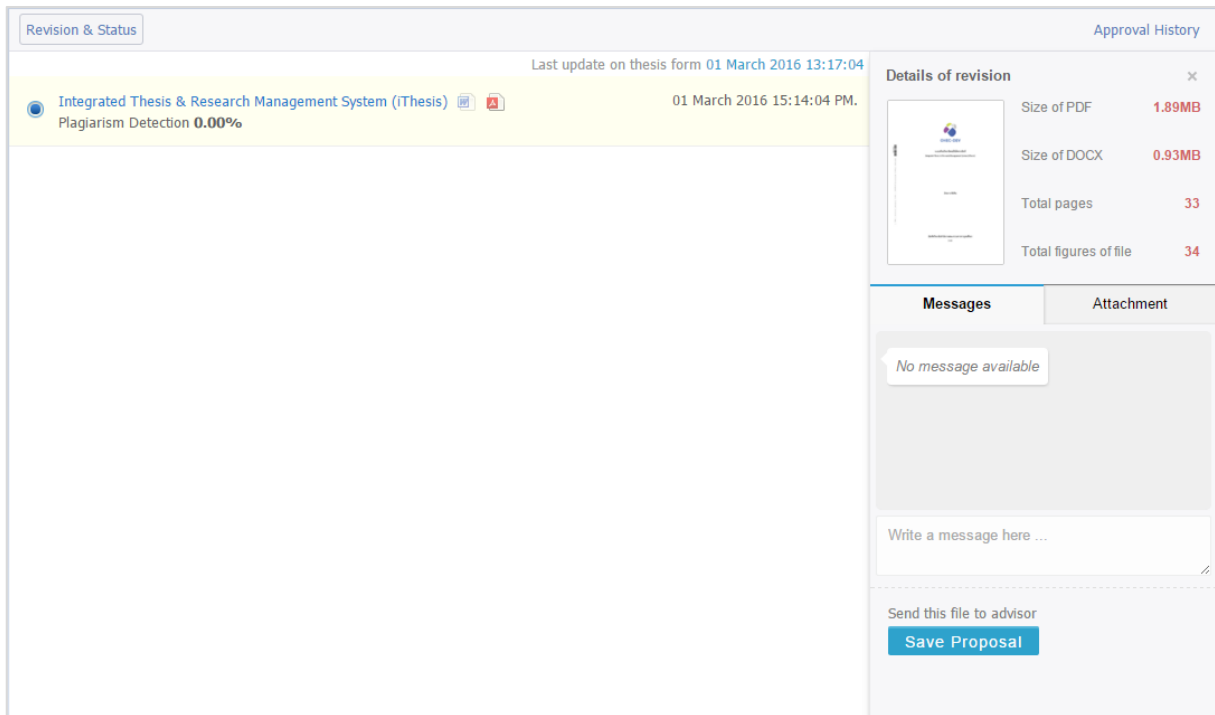 Revision & Status
Approval History
Last update on thesis form 01 March 2016 13:17:04
Integrated Thesis & Research Management System (iThesis)
01 March 2016 15:14:04 PM.
Plagiarism Detection 0.00%
Details of revision
Size of PDF 1.89MB
Size of DOCX 0.93MB
Total pages 33
Total figures of file 34
Messages
Attachment
No message available
Write a message here ...
Send this file to advisor
Save Proposal